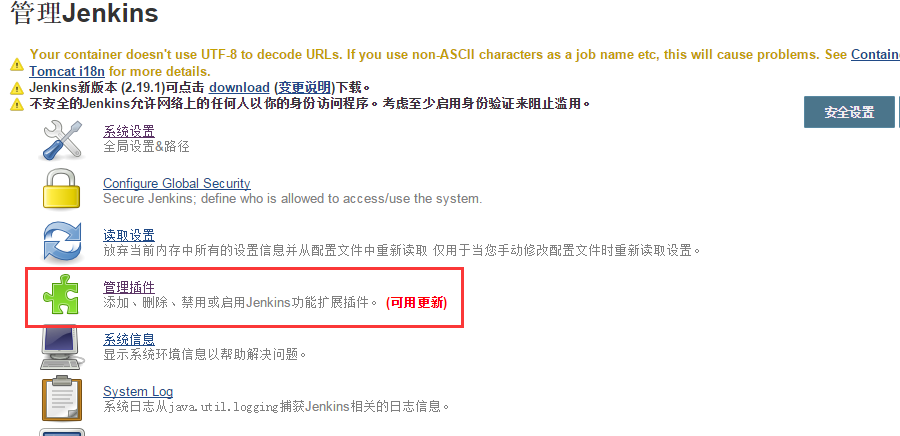 管理Jenkins
Your container doesn't use UTF-8 to decode URLs. If you use non-ASCII characters as a job name etc, this will cause problems. See Contain
Tomcat i18n for more details.
Jenkins新版本 (2.19.1)可点击 download (变更说明)下载。
不安全的Jenkins允许网络上的任何人以你的身份访问程序。考虑至少启用身份验证来阻止滥用。
安全设置
系统设置
全局设置&路径
Configure Global Security
Secure Jenkins; define who is allowed to access/use the system.
读取设置
放弃当前内存中所有的设置信息并从配置文件中重新读取 仅用于当您手动修改配置文件时重新读取设置。
管理插件
添加、删除、禁用或启用Jenkins功能扩展插件。 (可用更新)
系统信息
显示系统环境信息以帮助解决问题。
System Log
系统日志从java.util.logging捕获Jenkins相关的日志信息。